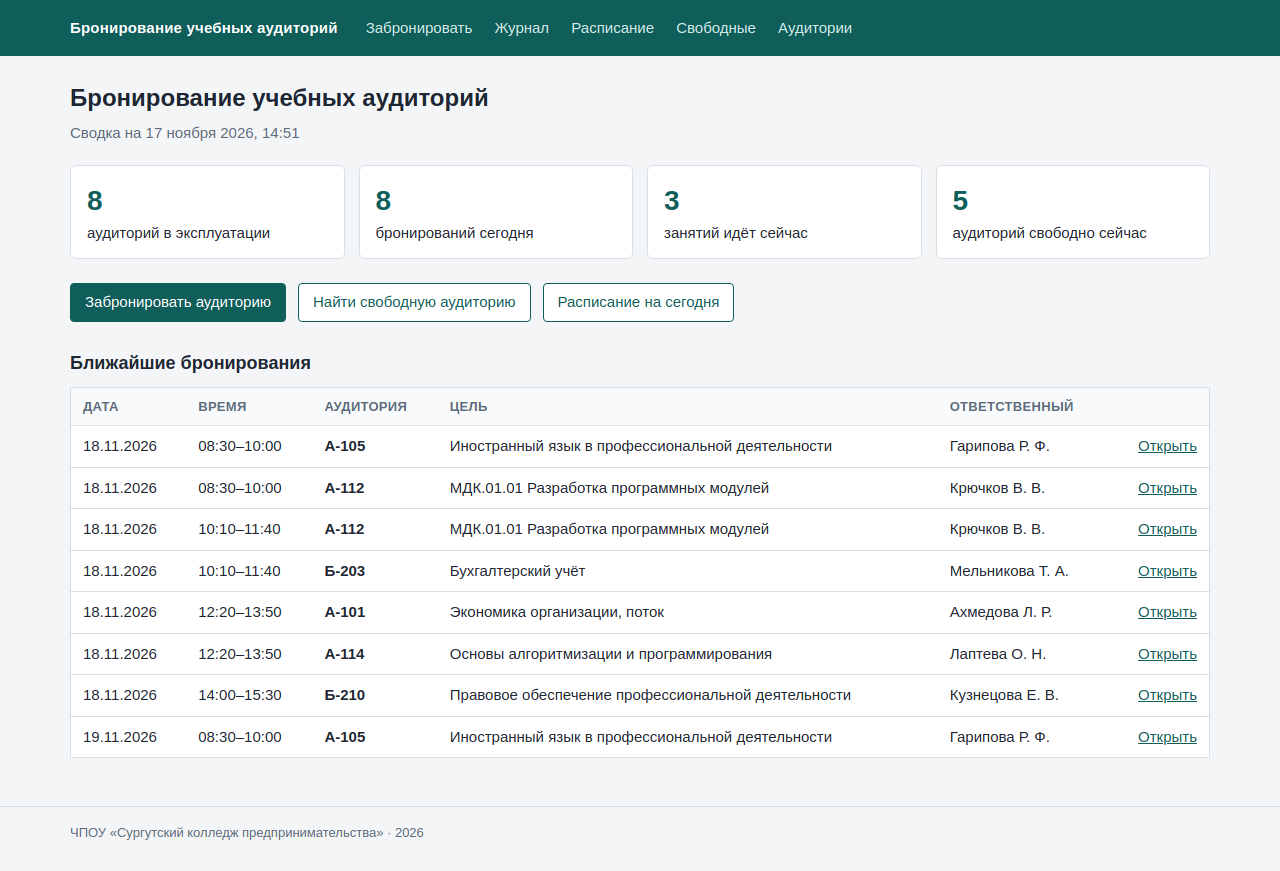 Бронирование учебных аудиторий Забронировать Журнал Расписание Свободные Аудитории
Бронирование учебных аудиторий
Сводка на 17 ноября 2026, 14:51
8 8 3 5
аудиторий в эксплуатации бронирований сегодня занятий идёт сейчас аудиторий свободно сейчас
Забронировать аудиторию Найти свободную аудиторию Расписание на сегодня
Ближайшие бронирования
ДАТА ВРЕМЯ АУДИТОРИЯ ЦЕЛЬ ОТВЕТСТВЕННЫЙ
18.11.2026 08:30–10:00 А-105 Иностранный язык в профессиональной деятельности Гарипова Р. Ф. Открыть
18.11.2026 08:30–10:00 А-112 МДК.01.01 Разработка программных модулей Крючков В. В. Открыть
18.11.2026 10:10–11:40 А-112 МДК.01.01 Разработка программных модулей Крючков В. В. Открыть
18.11.2026 10:10–11:40 Б-203 Бухгалтерский учёт Мельникова Т. А. Открыть
18.11.2026 12:20–13:50 А-101 Экономика организации, поток Ахмедова Л. Р. Открыть
18.11.2026 12:20–13:50 А-114 Основы алгоритмизации и программирования Лаптева О. Н. Открыть
18.11.2026 14:00–15:30 Б-210 Правовое обеспечение профессиональной деятельности Кузнецова Е. В. Открыть
19.11.2026 08:30–10:00 А-105 Иностранный язык в профессиональной деятельности Гарипова Р. Ф. Открыть
ЧПОУ «Сургутский колледж предпринимательства» · 2026